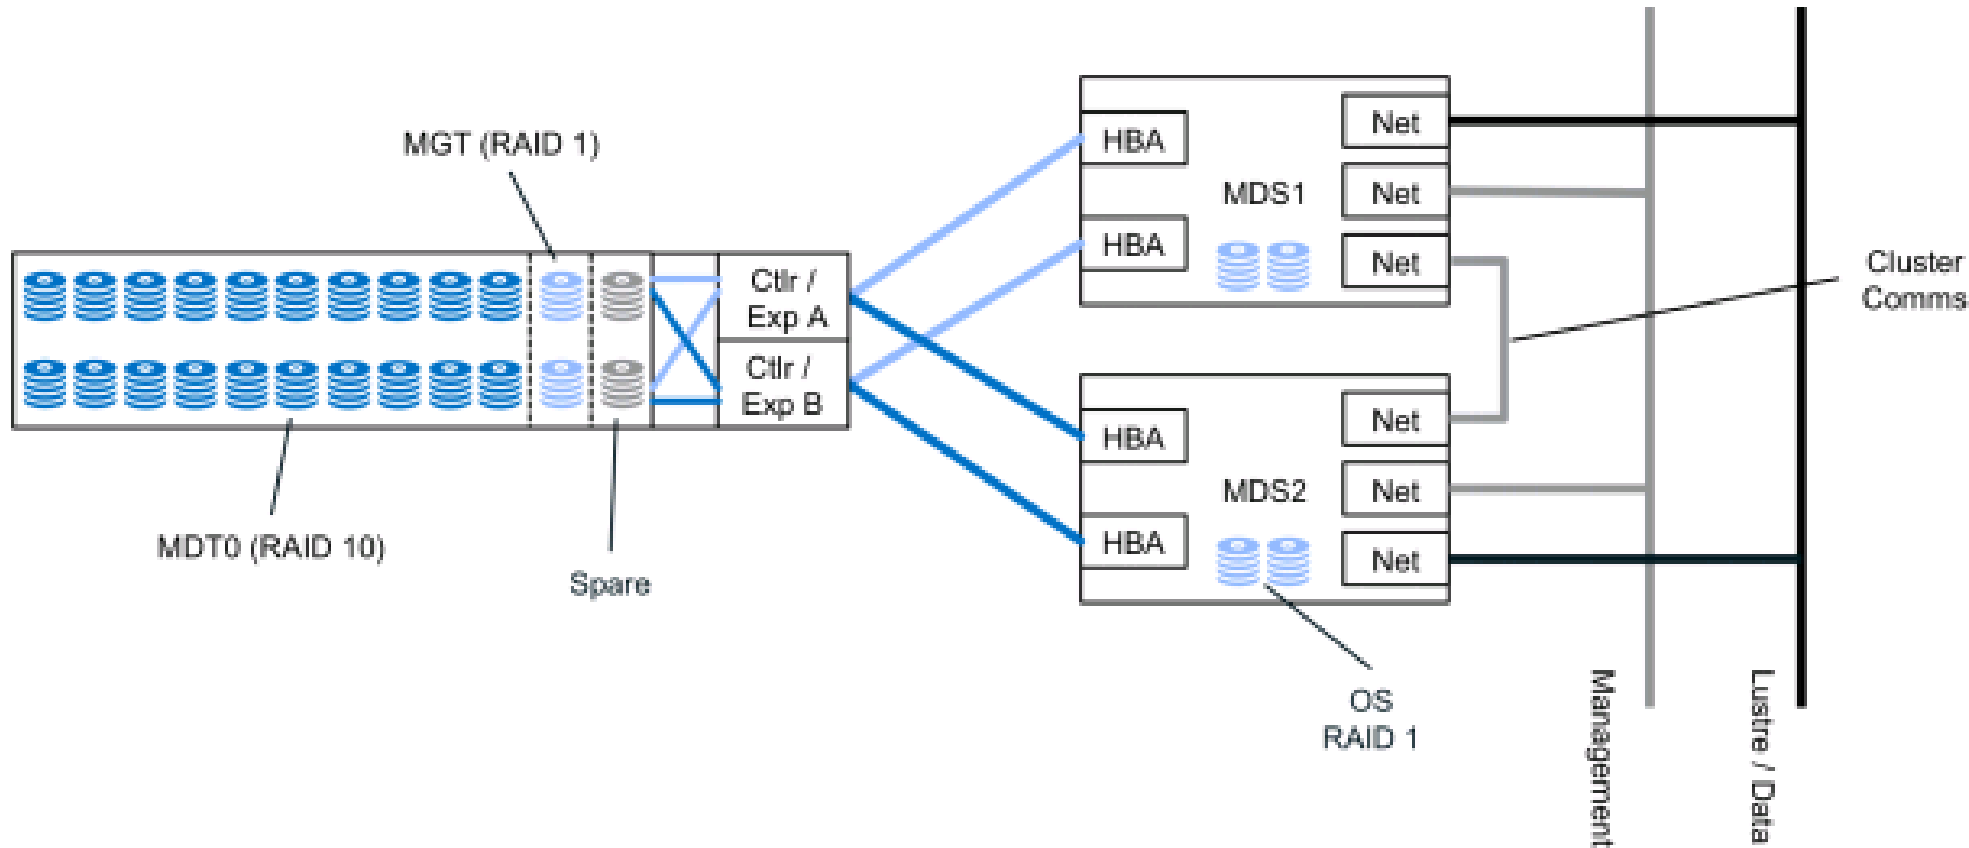 MGT (RAID 1)
Ctlr /
Exp A
Ctlr /
Exp B
MDT0 (RAID 10)
Spare
HBA
HBA
MDS1
Net
Net
Net
HBA
HBA
MDS2
Net
Net
Net
OS
RAID 1
Cluster
Comms
Management
Lustre / Data